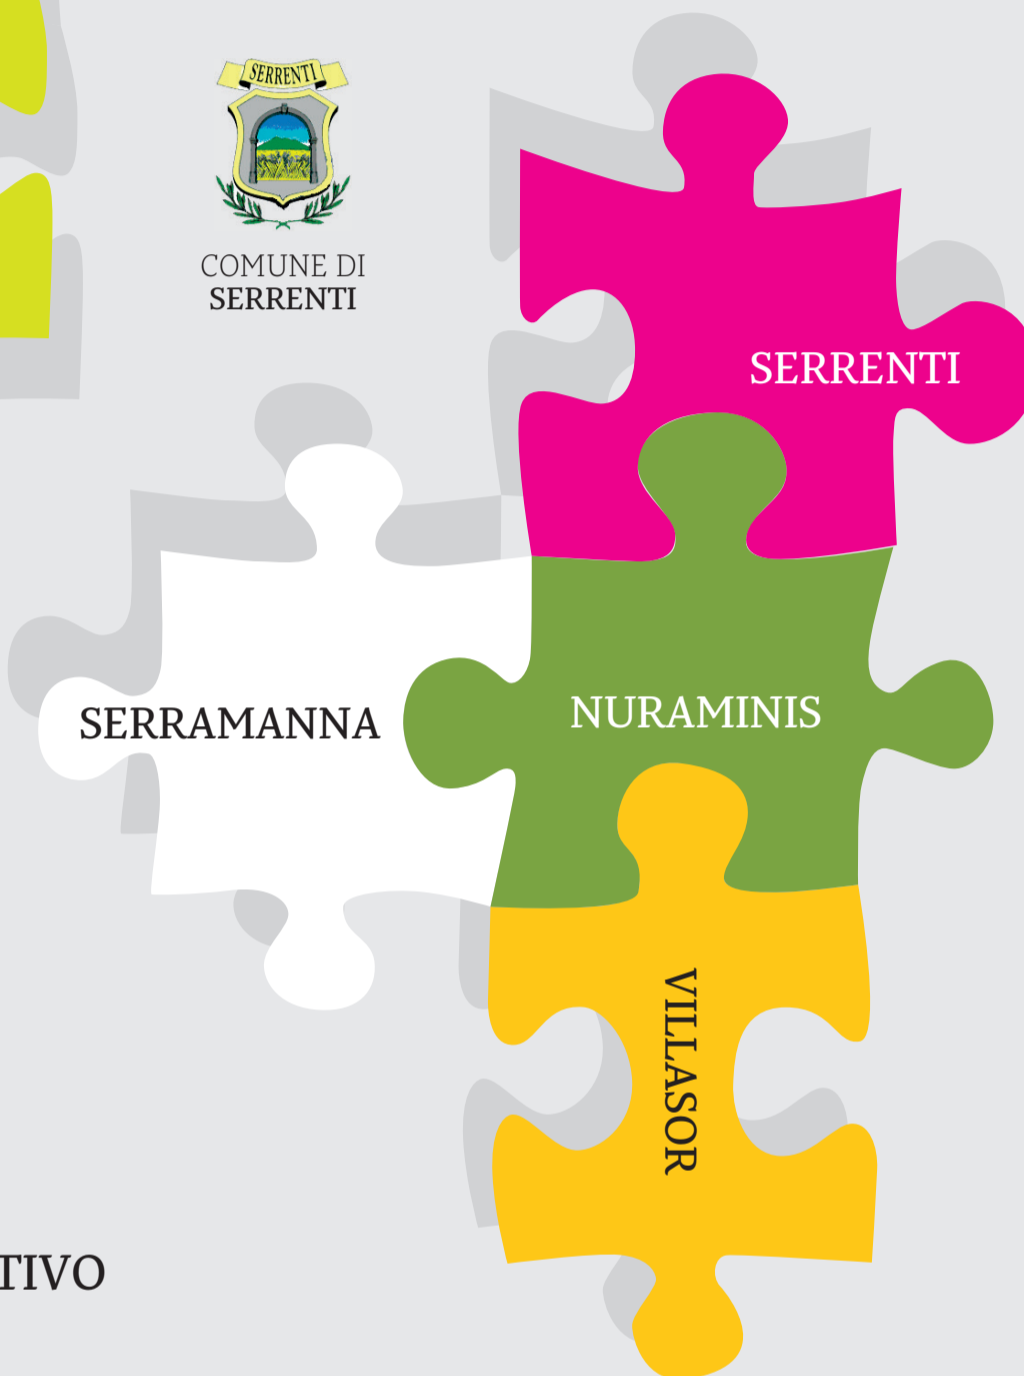 SERRENTI
COMUNE DI
SERRENTI
SERRENTI
SERRAMANNA
NURAMINIS
VILLASOR
TIVO